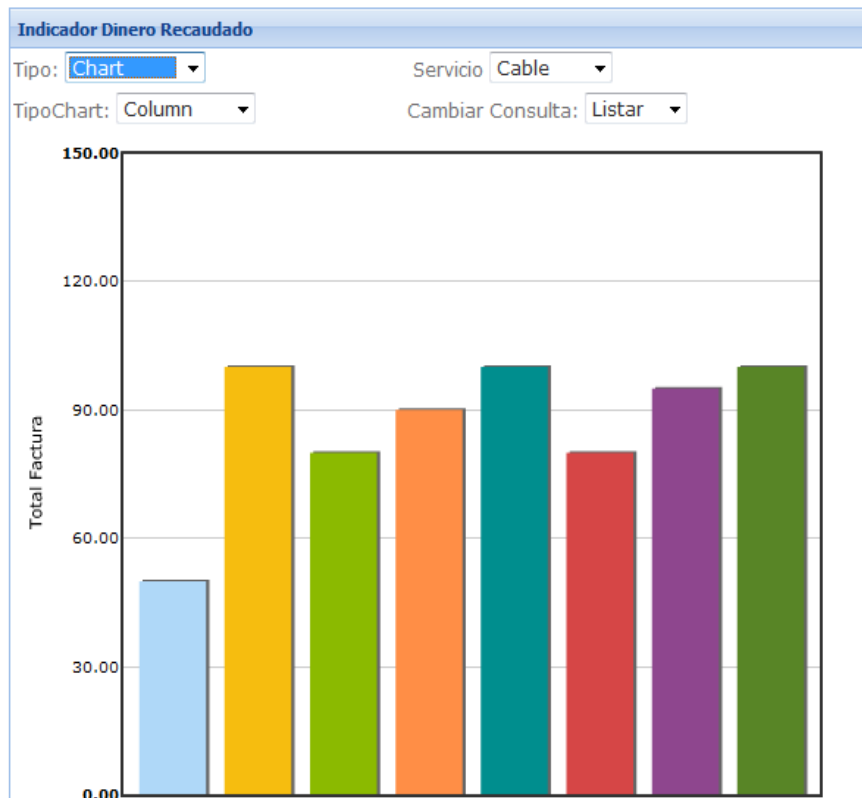 Indicador Dinero Recaudado
Tipo: Chart Servicio Cable
TipoChart: Column Cambiar Consulta: Listar
150.00
120.00
90.00
Total Factura
60.00
30.00
0.00